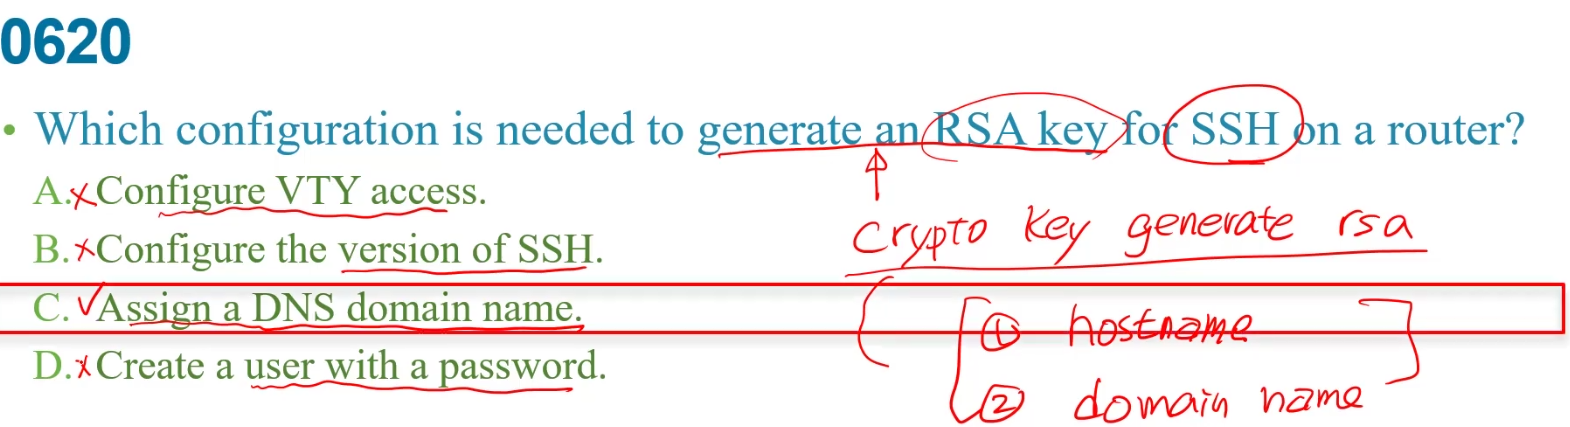 0620
• Which configuration is needed to generate an RSA key for SSH on a router?
A. × Configure VTY access.
B. × Configure the version of SSH.
crypto key generate rsa
C. ✓ Assign a DNS domain name.
① hostname
D. × Create a user with a password.
② domain name